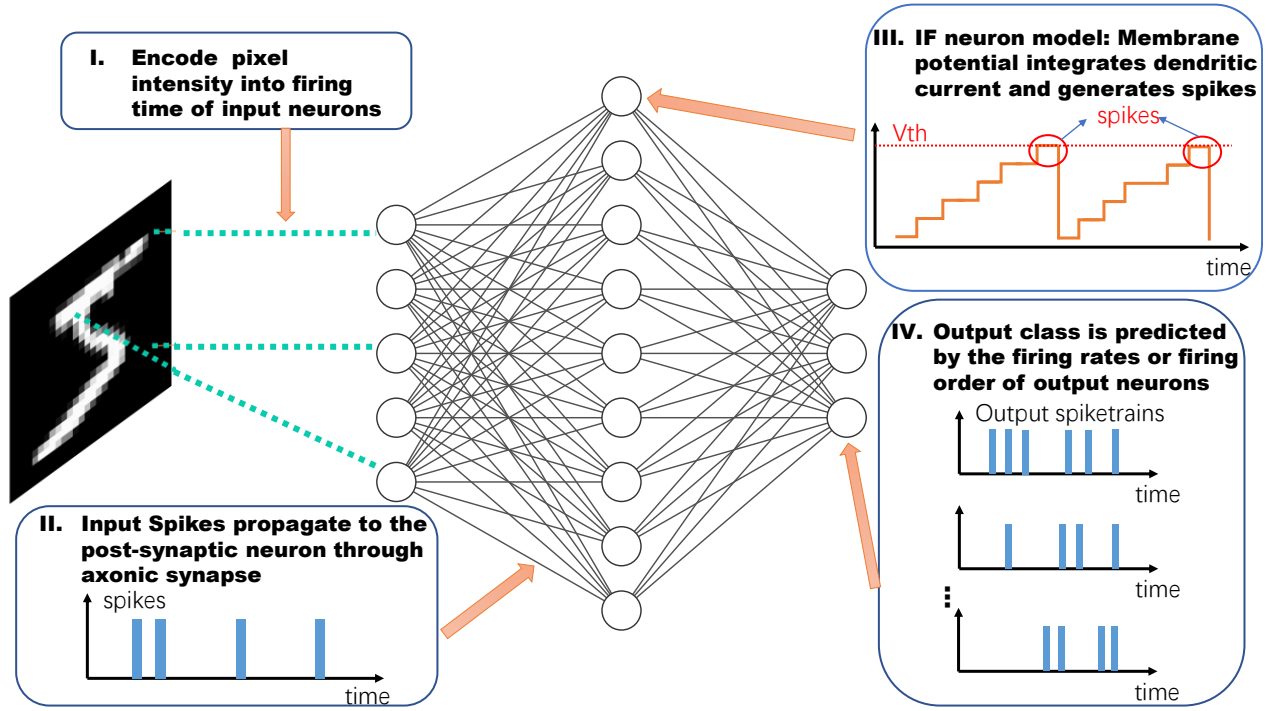 I. Encode pixel
intensity into firing
time of input neurons
II. Input Spikes propagate to the
post-synaptic neuron through
axonic synapse
spikes
time
III. IF neuron model: Membrane
potential integrates dendritic
current and generates spikes
spikes
Vth
time
IV. Output class is predicted
by the firing rates or firing
order of output neurons
Output spiketrains
time
time
time